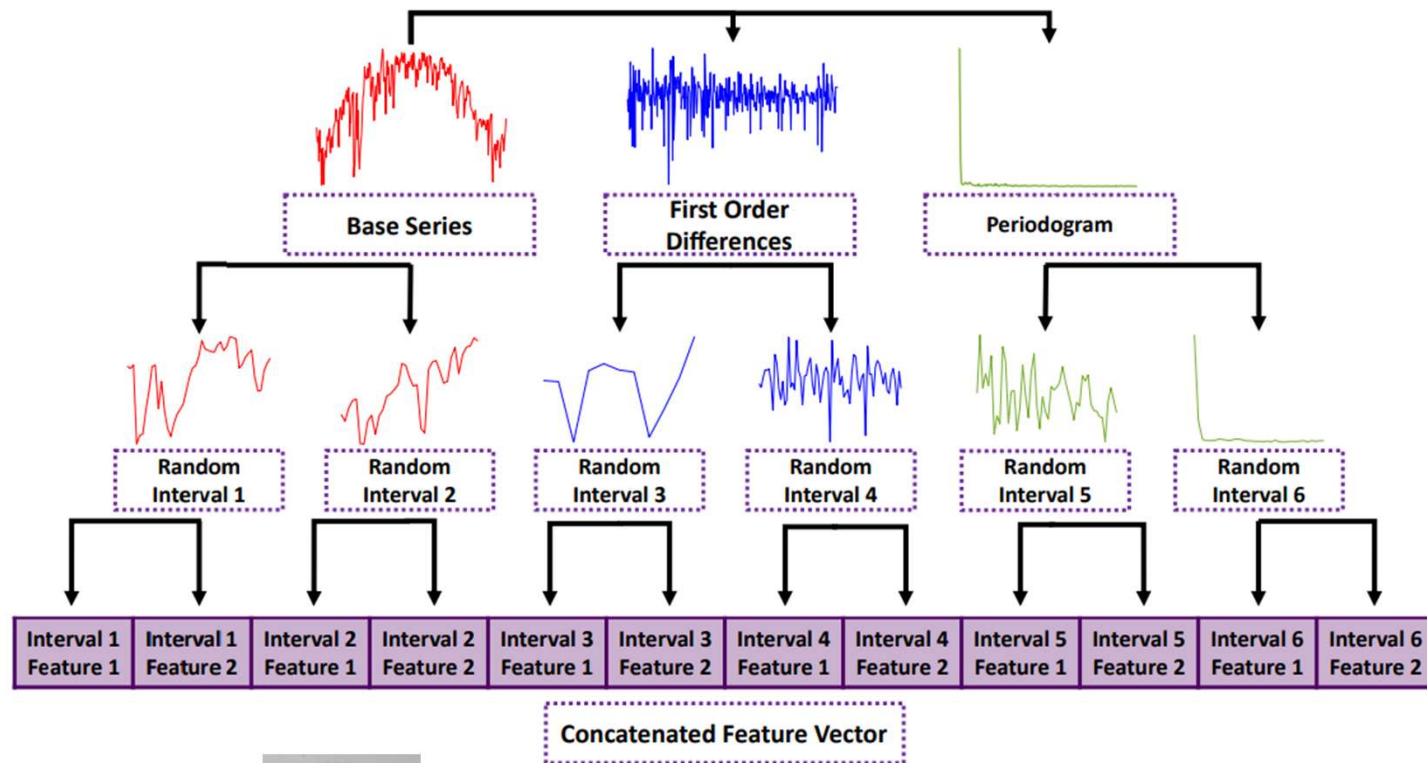 Base Series
First Order
Differences
Periodogram
Random
Interval 1
Random
Interval 2
Random
Interval 3
Random
Interval 4
Random
Interval 5
Random
Interval 6
Interval 1
Feature 1
Interval 1
Feature 2
Interval 2
Feature 1
Interval 2
Feature 2
Interval 3
Feature 1
Interval 3
Feature 2
Interval 4
Feature 1
Interval 4
Feature 2
Interval 5
Feature 1
Interval 5
Feature 2
Interval 6
Feature 1
Interval 6
Feature 2
Concatenated Feature Vector